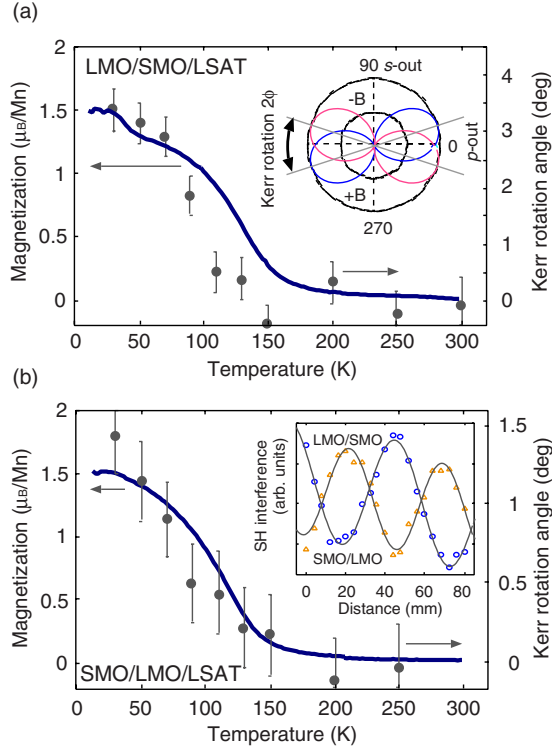 (a)
2
1.5
1
0.5
0
Magnetization (μB/Mn)
LMO/SMO/LSAT
Kerr rotation 2ϕ
90 s-out
-B
+B
0
p-out
270
4
3
2
1
0
Kerr rotation angle (deg)
0 50 100 150 200 250 300
Temperature (K)
(b)
2
1.5
1
0.5
0
Magnetization (μB/Mn)
SH interference
(arb. units)
LMO/SMO
SMO/LMO
0 20 40 60 80
Distance (mm)
1.5
1
0.5
0
Kerr rotation angle (deg)
SMO/LMO/LSAT
0 50 100 150 200 250 300
Temperature (K)